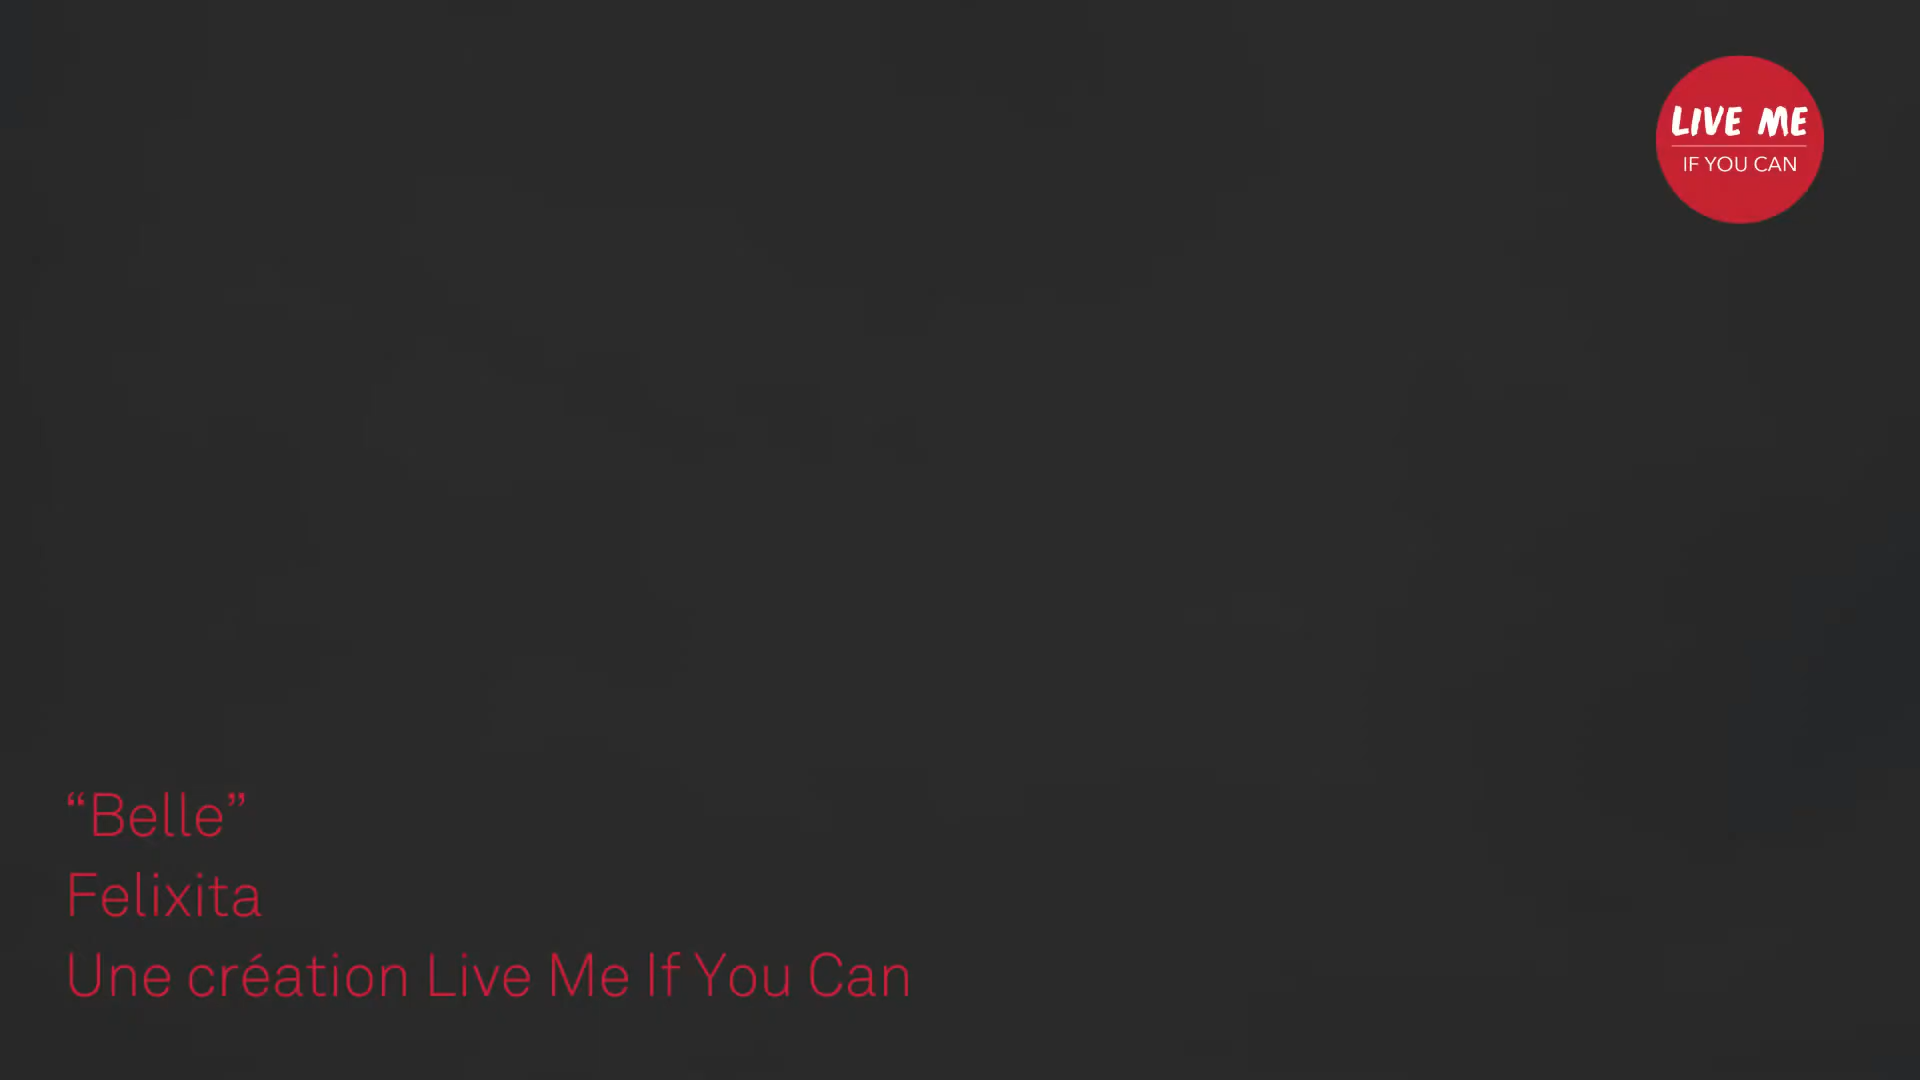 LIVE ME
IF YOU CAN
“Belle”
Felixita
Une création Live Me If You Can